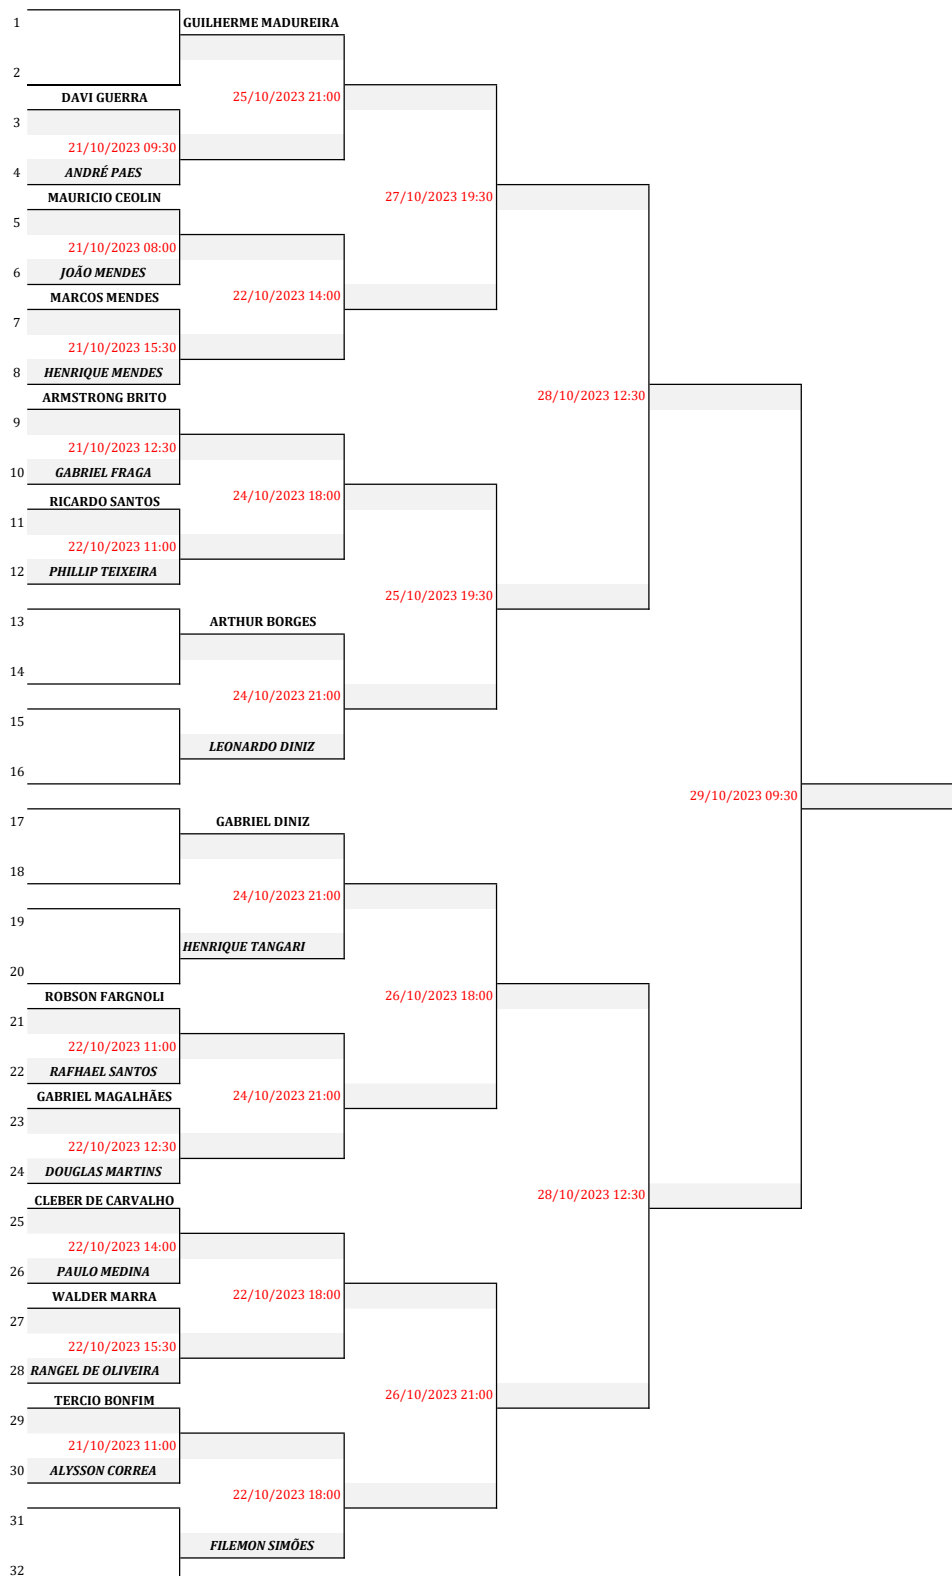 1
GUILHERME MADUREIRA
2
DAVI GUERRA
25/10/2023 21:00
3
21/10/2023 09:30
4
ANDRÉ PAES
MAURICIO CEOLIN
27/10/2023 19:30
5
21/10/2023 08:00
6
JOÃO MENDES
MARCOS MENDES
22/10/2023 14:00
7
21/10/2023 15:30
8
HENRIQUE MENDES
ARMSTRONG BRITO
28/10/2023 12:30
9
21/10/2023 12:30
10
GABRIEL FRAGA
RICARDO SANTOS
24/10/2023 18:00
11
22/10/2023 11:00
12
PHILLIP TEIXEIRA
25/10/2023 19:30
13
ARTHUR BORGES
14
24/10/2023 21:00
15
LEONARDO DINIZ
16
29/10/2023 09:30
17
GABRIEL DINIZ
18
24/10/2023 21:00
19
HENRIQUE TANGARI
20
ROBSON FARGNOLI
26/10/2023 18:00
21
22/10/2023 11:00
22
RAFHAEL SANTOS
GABRIEL MAGALHÃES
24/10/2023 21:00
23
22/10/2023 12:30
24
DOUGLAS MARTINS
CLEBER DE CARVALHO
28/10/2023 12:30
25
22/10/2023 14:00
26
PAULO MEDINA
WALDER MARRA
22/10/2023 18:00
27
22/10/2023 15:30
28
RANGEL DE OLIVEIRA
TERCIO BONFIM
26/10/2023 21:00
29
21/10/2023 11:00
30
ALYSSON CORREA
22/10/2023 18:00
31
FILEMON SIMÕES
32